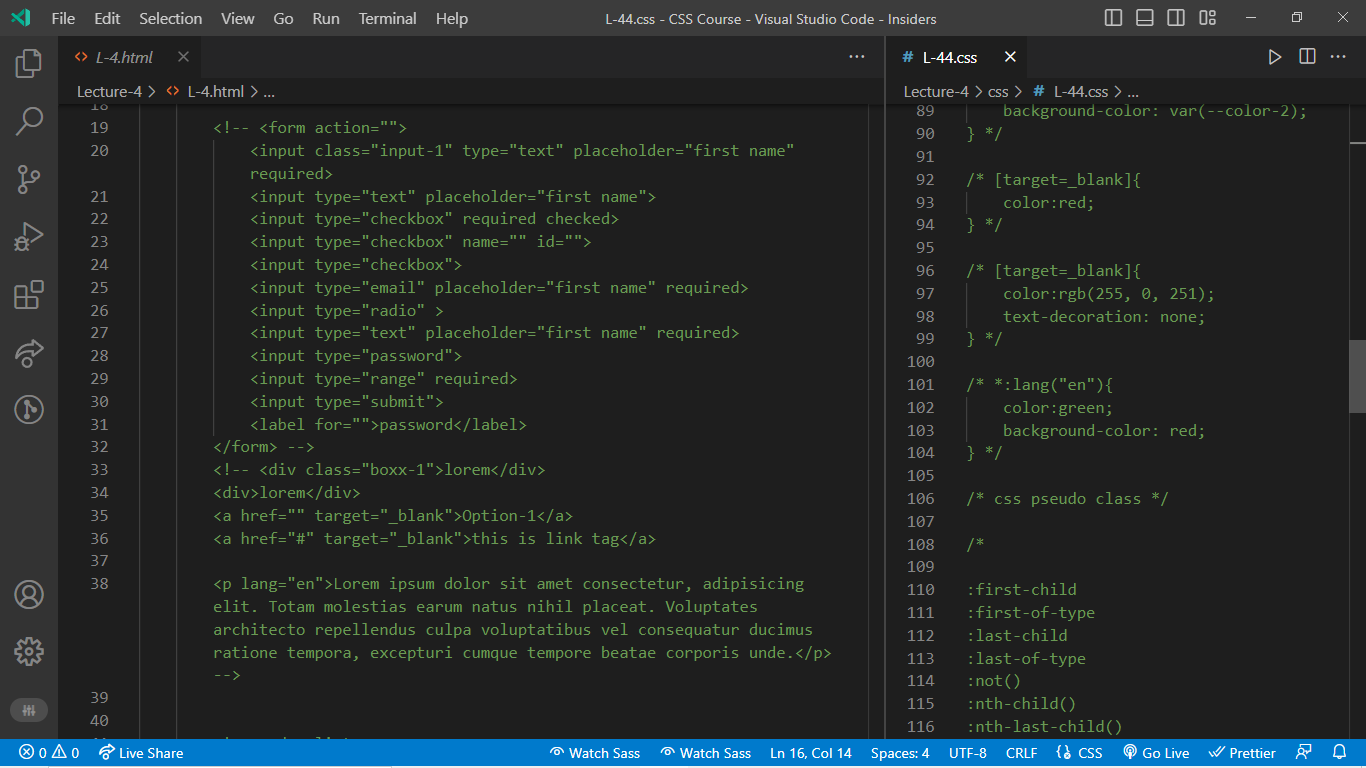 File Edit Selection View Go Run Terminal Help L-44.css - CSS Course - Visual Studio Code - Insiders
L-4.html
Lecture-4 > L-4.html > ...
18
19 <!-- <form action="">
20 <input class="input-1" type="text" placeholder="first name"
required>
21 <input type="text" placeholder="first name">
22 <input type="checkbox" required checked>
23 <input type="checkbox" name="" id="">
24 <input type="checkbox">
25 <input type="email" placeholder="first name" required>
26 <input type="radio" >
27 <input type="text" placeholder="first name" required>
28 <input type="password">
29 <input type="range" required>
30 <input type="submit">
31 <label for="">password</label>
32 </form> -->
33 <!-- <div class="boxx-1">lorem</div>
34 <div>lorem</div>
35 <a href="" target="_blank">Option-1</a>
36 <a href="#" target="_blank">this is link tag</a>
37
38 <p lang="en">Lorem ipsum dolor sit amet consectetur, adipisicing
elit. Totam molestias earum natus nihil placeat. Voluptates
architecto repellendus culpa voluptatibus vel consequatur ducimus
ratione tempora, excepturi cumque tempore beatae corporis unde.</p>
-->
39
40
# L-44.css
Lecture-4 > css > # L-44.css > ...
89 background-color: var(--color-2);
90 } */
91
92 /* [target=_blank]{
93 color:red;
94 } */
95
96 /* [target=_blank]{
97 color:rgb(255, 0, 251);
98 text-decoration: none;
99 } */
100
101 /* *:lang("en"){
102 color:green;
103 background-color: red;
104 } */
105
106 /* css pseudo class */
107
108 /*
109
110 :first-child
111 :first-of-type
112 :last-child
113 :last-of-type
114 :not()
115 :nth-child()
116 :nth-last-child()
0 0 Live Share Watch Sass Watch Sass Ln 16, Col 14 Spaces: 4 UTF-8 CRLF {} CSS Go Live Prettier